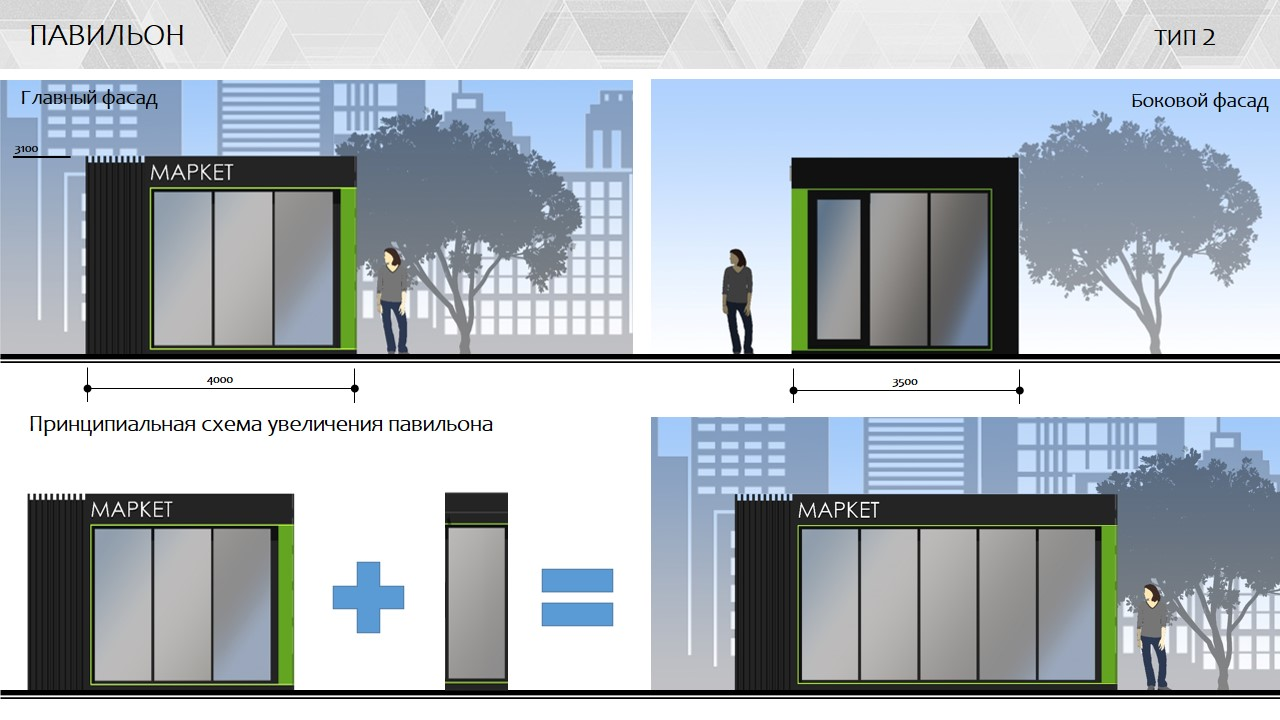 ПАВИЛЬОН
ТИП 2
Главный фасад
Боковой фасад
3100
МАРКЕТ
4000
3500
Принципиальная схема увеличения павильона
МАРКЕТ
МАРКЕТ